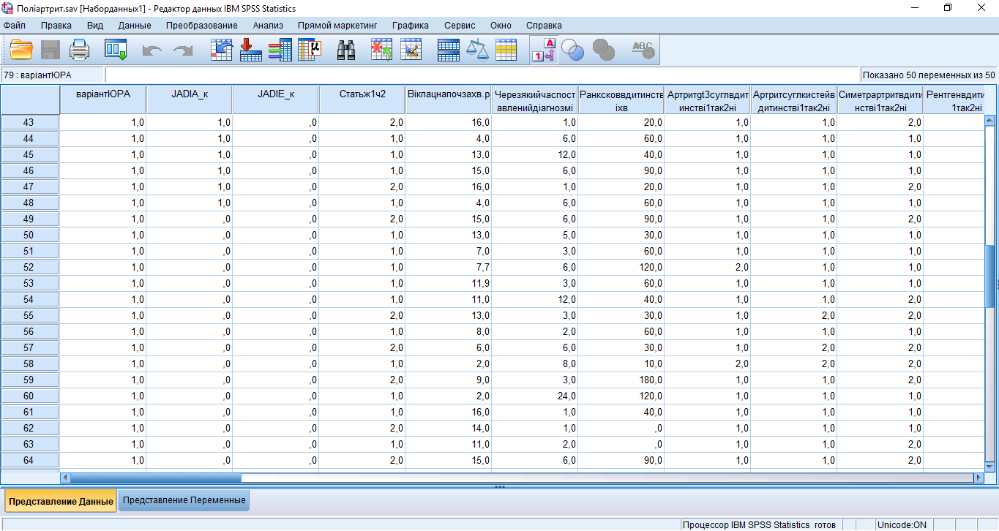 Поліартрит.sav [Наборданных1] - Редактор данных IBM SPSS Statistics
Файл Правка Вид Данные Преобразование Анализ Прямой маркетинг Графика Сервис Окно Справка
79 : варіантЮРА Показано 50 переменных из 50
варіантЮРА JADIA_к JADIE_к Статьж1ч2 Вікпацнапочзахв.р Черезякийчаспоставленийдіагнозмі Ранксковвдитинствіхв Артритgt3суглвдитинстві1так2ні Артритсуглкистейвдитинстві1так2ні Симетрартритвдитинстві1так2ні Рентгенвдити 1так2ні
43 1,0 1,0 ,0 2,0 16,0 1,0 20,0 1,0 1,0 2,0
44 1,0 1,0 ,0 1,0 4,0 6,0 60,0 1,0 1,0 1,0
45 1,0 1,0 ,0 1,0 13,0 12,0 40,0 1,0 1,0 1,0
46 1,0 1,0 ,0 1,0 15,0 6,0 90,0 1,0 1,0 1,0
47 1,0 1,0 ,0 2,0 16,0 1,0 20,0 1,0 1,0 2,0
48 1,0 1,0 ,0 1,0 4,0 6,0 60,0 1,0 1,0 1,0
49 1,0 ,0 ,0 2,0 15,0 6,0 90,0 1,0 1,0 2,0
50 1,0 ,0 ,0 1,0 13,0 5,0 30,0 1,0 1,0 1,0
51 1,0 ,0 ,0 1,0 7,0 3,0 60,0 1,0 1,0 1,0
52 1,0 ,0 ,0 1,0 7,7 6,0 120,0 2,0 1,0 1,0
53 1,0 ,0 ,0 1,0 11,9 3,0 60,0 1,0 1,0 1,0
54 1,0 ,0 ,0 1,0 11,0 12,0 40,0 1,0 1,0 2,0
55 1,0 ,0 ,0 2,0 13,0 3,0 30,0 1,0 2,0 2,0
56 1,0 ,0 ,0 1,0 8,0 2,0 60,0 1,0 1,0 1,0
57 1,0 ,0 ,0 2,0 6,0 6,0 30,0 1,0 2,0 2,0
58 1,0 ,0 ,0 1,0 2,0 8,0 10,0 2,0 2,0 2,0
59 1,0 ,0 ,0 2,0 9,0 3,0 180,0 1,0 1,0 2,0
60 1,0 ,0 ,0 1,0 2,0 24,0 120,0 1,0 1,0 1,0
61 1,0 ,0 ,0 1,0 16,0 1,0 40,0 1,0 1,0 1,0
62 1,0 ,0 ,0 2,0 14,0 1,0 ,0 1,0 1,0 1,0
63 1,0 ,0 ,0 1,0 11,0 2,0 ,0 1,0 1,0 2,0
64 1,0 ,0 ,0 2,0 15,0 6,0 90,0 1,0 1,0 2,0
Представление Данные Представление Переменные
Процессор IBM SPSS Statistics готов Unicode:ON